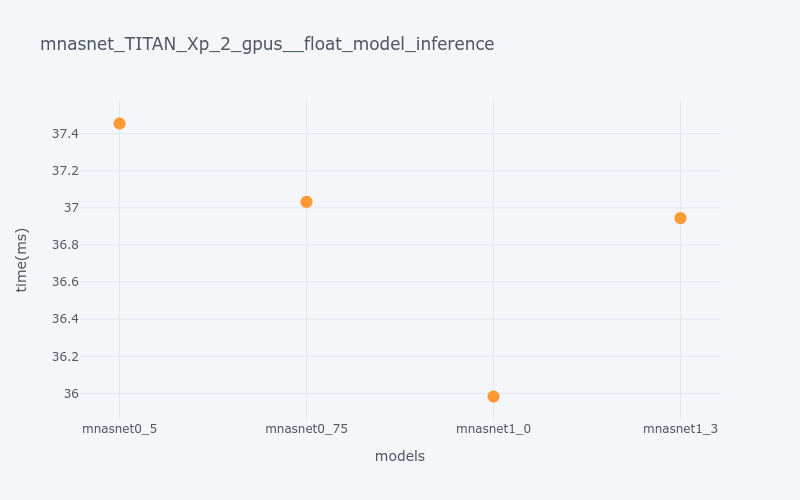 mnasnet_TITAN_Xp_2_gpus__float_model_inference
time(ms)
37.4
37.2
37
36.8
36.6
36.4
36.2
36
mnasnet0_5 mnasnet0_75 mnasnet1_0 mnasnet1_3
models